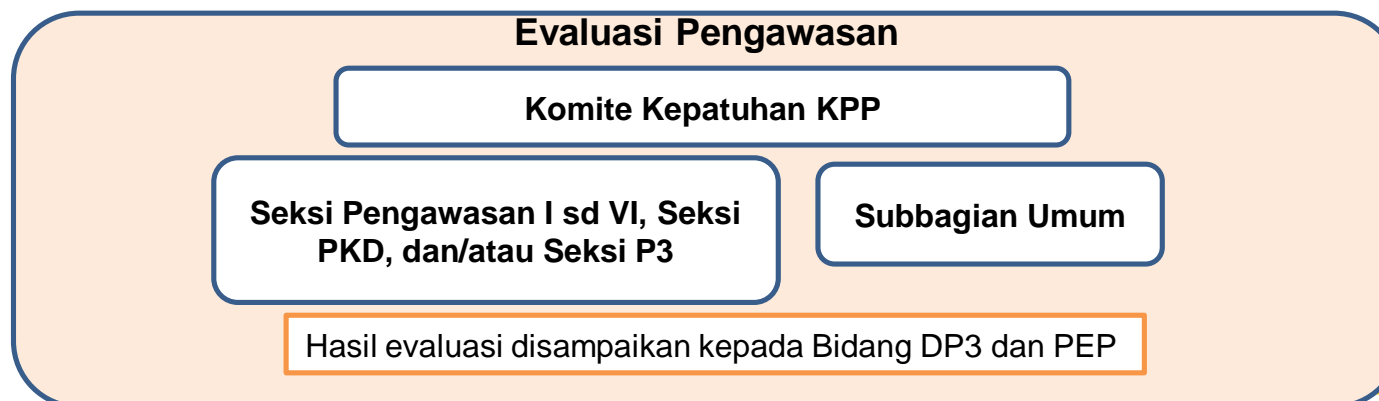 Evaluasi Pengawasan
Komite Kepatuhan KPP
Seksi Pengawasan I sd VI, Seksi
PKD, dan/atau Seksi P3
Subbagian Umum
Hasil evaluasi disampaikan kepada Bidang DP3 dan PEP